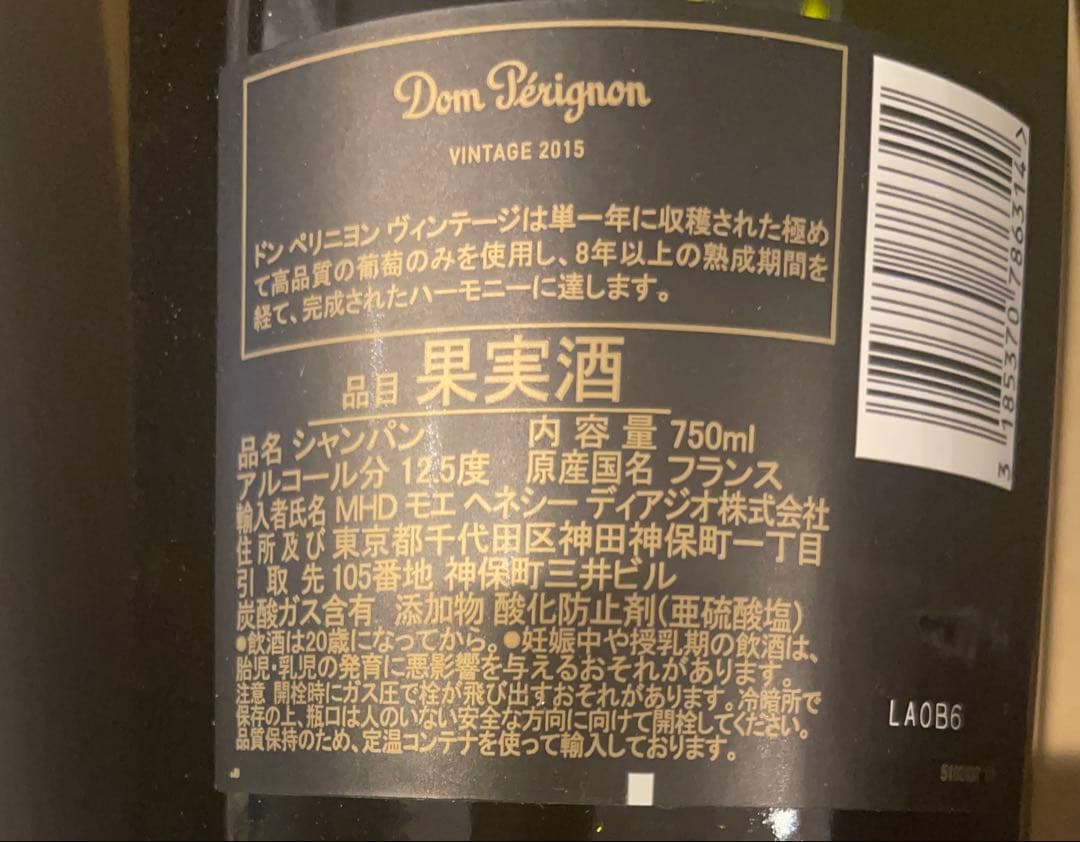 Dom Pérignon
VINTAGE 2015
ドン ペリニヨン ヴィンテージは単一年に収穫された極め
て高品質の葡萄のみを使用し、8年以上の熟成期間を
経て、完成されたハーモニーに達します。
品目 果実酒
品名 シャンパン 内容量 750ml
アルコール分 12.5度 原産国名 フランス
輸入者氏名 MHD モエ ヘネシー ディアジオ株式会社
住所及び 東京都千代田区神田神保町一丁目
引取先 105番地 神保町三井ビル
炭酸ガス含有 添加物 酸化防止剤(亜硫酸塩)
●飲酒は20歳になってから。●妊娠中や授乳期の飲酒は、
胎児・乳児の発育に悪影響を与えるおそれがあります。
注意 開栓時にガス圧で栓が飛び出すおそれがあります。冷暗所で
保存の上、瓶口は人のいない安全な方向に向けて開栓してください。
品質保持のため、定温コンテナを使って輸入しております。
3 185370 786314 >
LA0B6